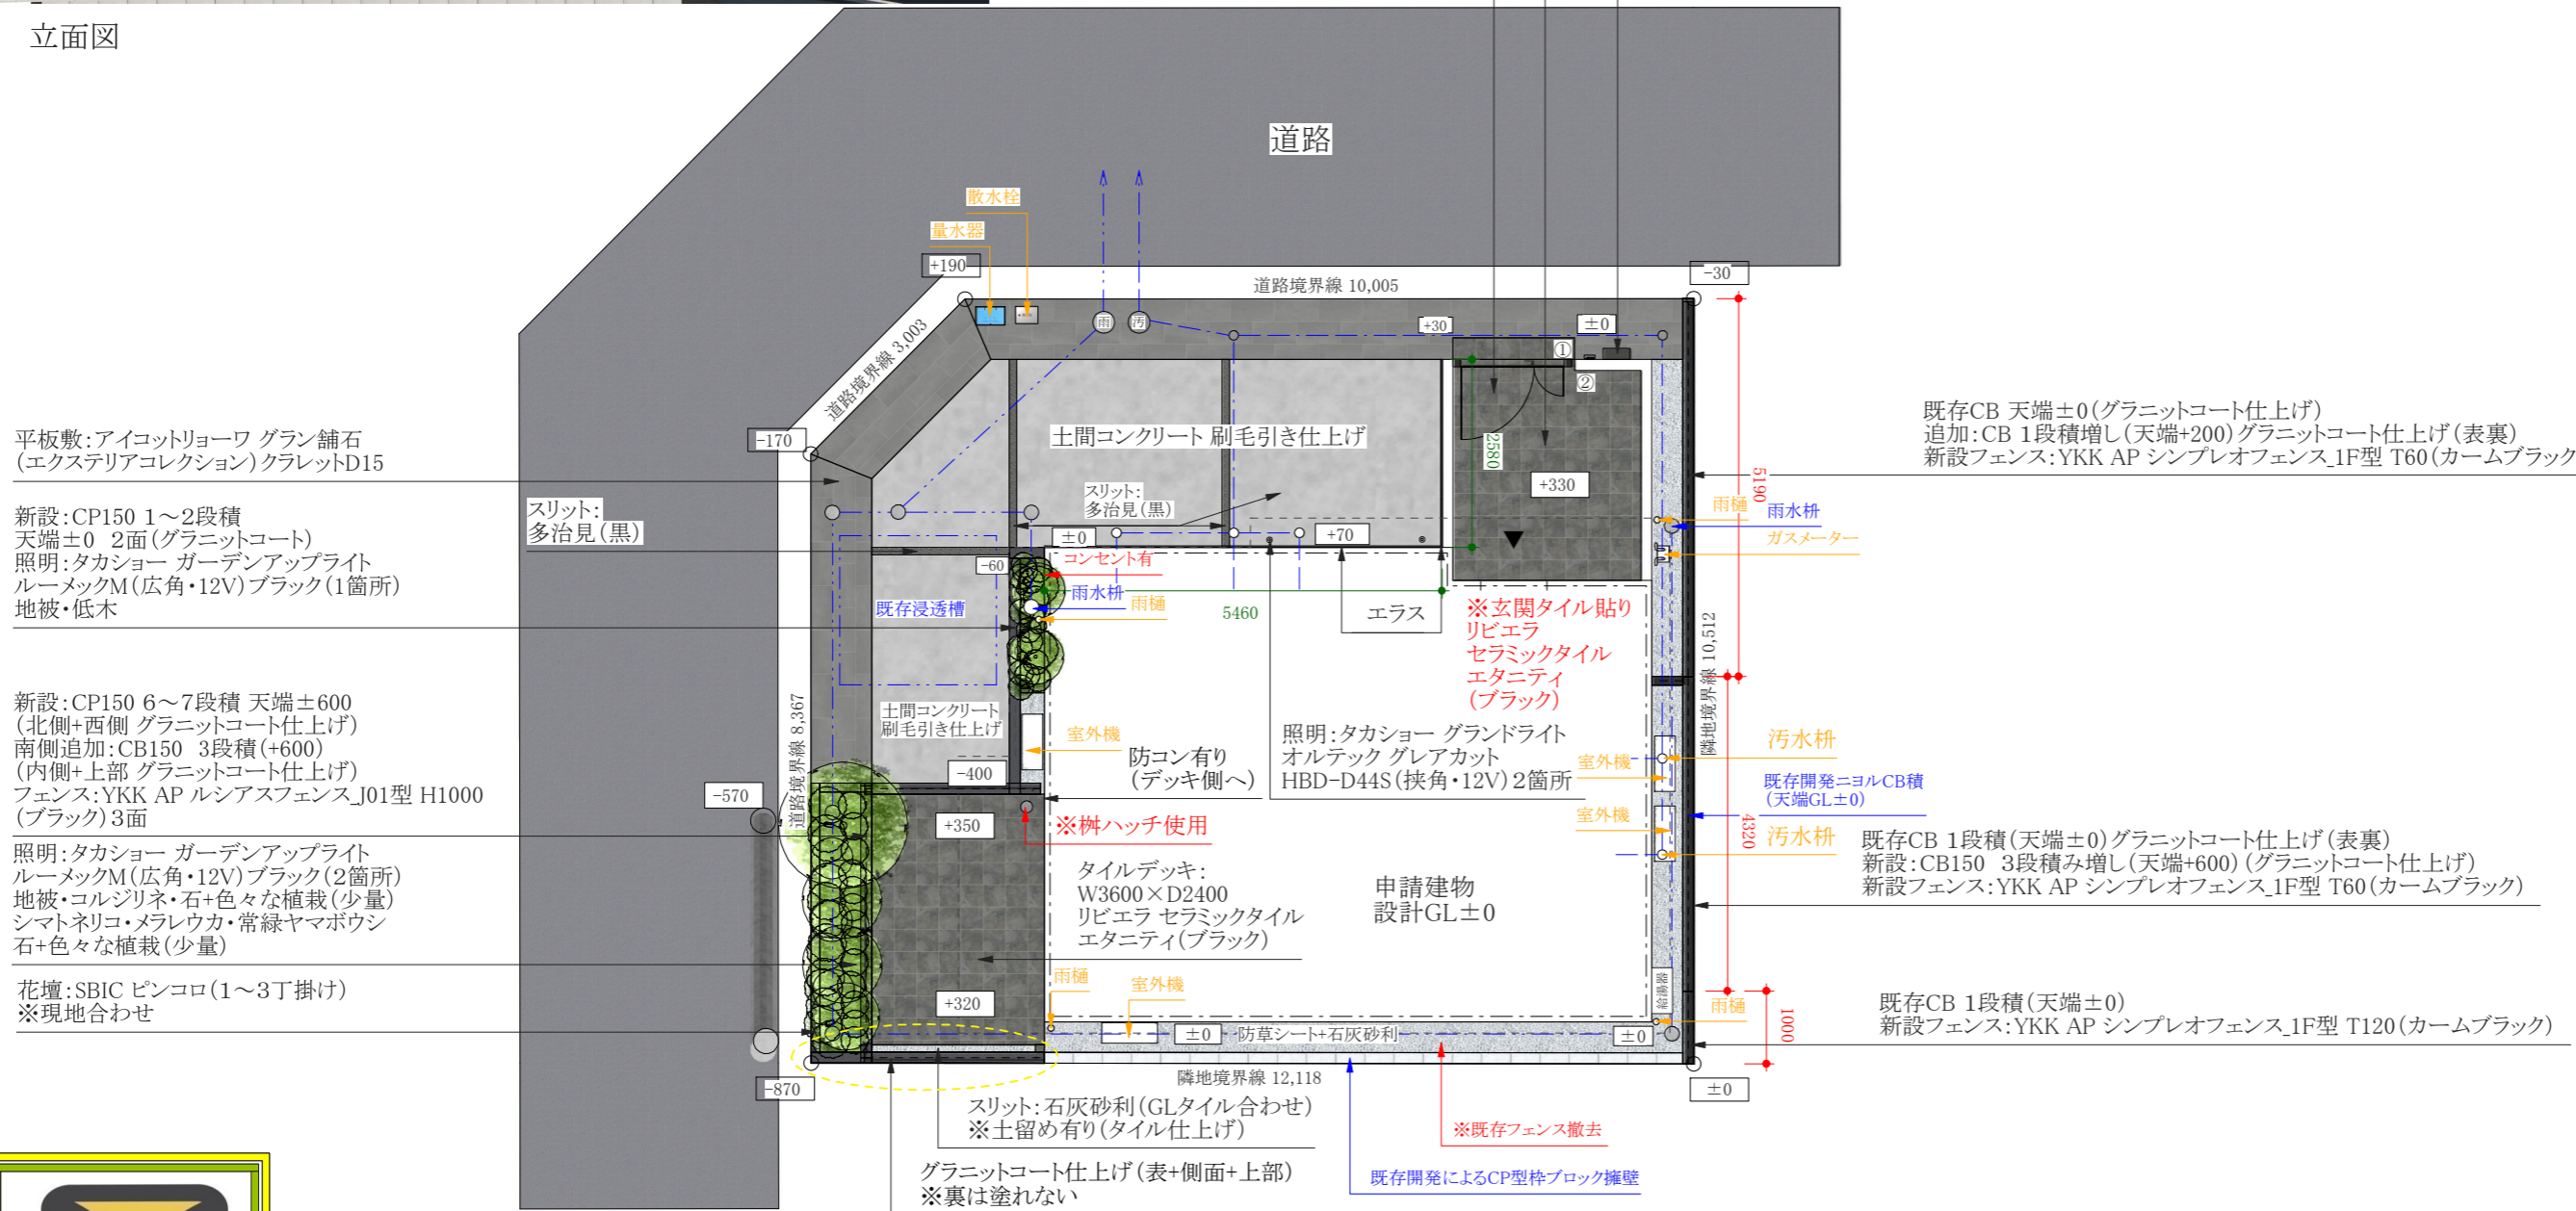 立面図
道路
散水栓
量水器
+190
道路境界線 10,005
-30
道路境界線 3,003
雨
汚
+30
±0
①
②
-170
平板敷：アイコットリョーワ グラン舗石
(エクステリアコレクション)クラレットD15
土間コンクリート 刷毛引き仕上げ
2580
既存CB 天端±0(グラニットコート仕上げ)
追加：CB 1段積増し(天端+200)グラニットコート仕上げ(表裏)
新設フェンス：YKK AP シンプレオフェンス_1F型 T60(カームブラック
5190
+330
スリット：
多治見(黒)
スリット：
多治見(黒)
新設：CP150 1～2段積
天端±0 2面(グラニットコート)
照明：タカショー ガーデンアップライト
ルーメックM(広角・12V)ブラック(1箇所)
地被・低木
±0
+70
雨樋
雨水枡
ガスメーター
-60
コンセント有
既存浸透槽
雨水枡
雨樋
5460
エラス
※玄関タイル貼り
リビエラ
セラミックタイル
エタニティ
(ブラック)
隣地境界線 10,512
新設：CP150 6～7段積 天端±600
(北側+西側 グラニットコート仕上げ)
南側追加：CB150 3段積(+600)
(内側+上部 グラニットコート仕上げ)
フェンス：YKK AP ルシアスフェンス_J01型 H1000
(ブラック)3面
道路境界線 8,367
土間コンクリート
刷毛引き仕上げ
室外機
防コン有り
(デッキ側へ)
照明：タカショー グランドライト
オルテック グレアカット
HBD-D44S(挟角・12V)2箇所
室外機
汚水枡
既存開発ニヨルCB積
(天端GL±0)
-400
-570
+350
※桝ハッチ使用
室外機
4320
汚水枡
既存CB 1段積(天端±0)グラニットコート仕上げ(表裏)
新設：CB150 3段積み増し(天端+600)(グラニットコート仕上げ)
新設フェンス：YKK AP シンプレオフェンス_1F型 T60(カームブラック)
照明：タカショー ガーデンアップライト
ルーメックM(広角・12V)ブラック(2箇所)
地被・コルジリネ・石+色々な植栽(少量)
シマトネリコ・メラレウカ・常緑ヤマボウシ
石+色々な植栽(少量)
タイルデッキ：
W3600×D2400
リビエラ セラミックタイル
エタニティ(ブラック)
申請建物
設計GL±0
花壇：SBIC ピンコロ(1～3丁掛け)
※現地合わせ
+320
雨樋
室外機
±0
防草シート+石灰砂利
±0
給湯器
雨樋
1000
既存CB 1段積(天端±0)
新設フェンス：YKK AP シンプレオフェンス_1F型 T120(カームブラック)
-870
隣地境界線 12,118
±0
スリット：石灰砂利(GLタイル合わせ)
※土留め有り(タイル仕上げ)
※既存フェンス撤去
グラニットコート仕上げ(表+側面+上部)
※裏は塗れない
既存開発によるCP型枠ブロック擁壁